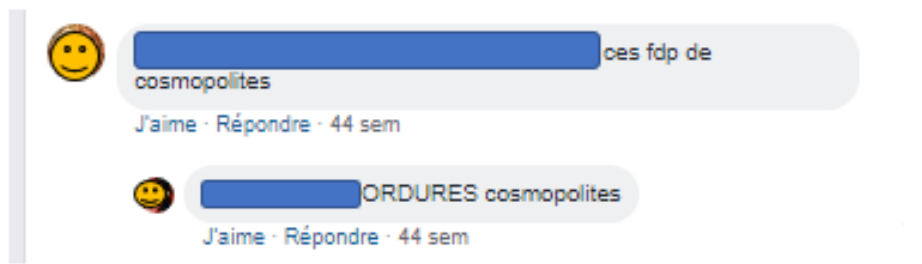 ces fdp de
cosmopolites
J'aime · Répondre · 44 sem
ORDURES cosmopolites
J'aime · Répondre · 44 sem